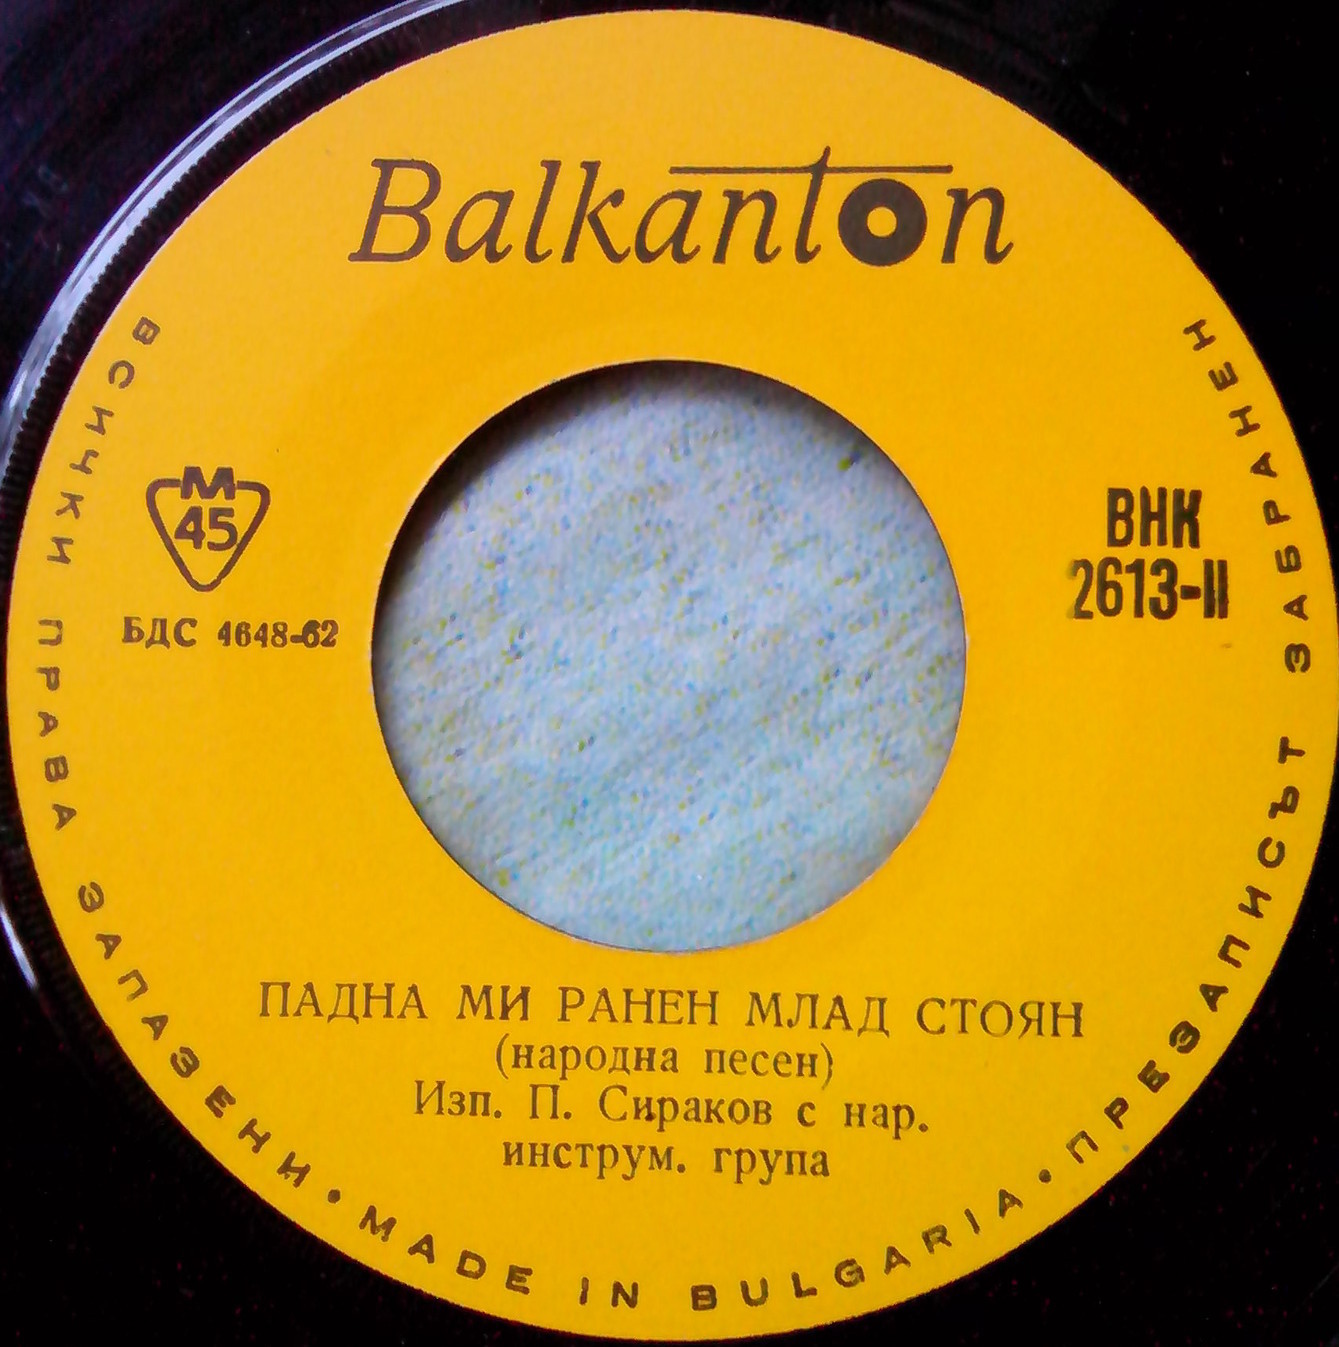 Balkanton
М
45
БДС 4648-62
ВНК
2613-II
ПАДНА МИ РАНЕН МЛАД СТОЯН
(народна песен)
Изп. П. Сираков с нар.
инструм. група
ВСИЧКИ ПРАВА ЗАПАЗЕНИ • MADE IN BULGARIA • ПРЕЗАПИСЪТ ЗАБРАНЕН